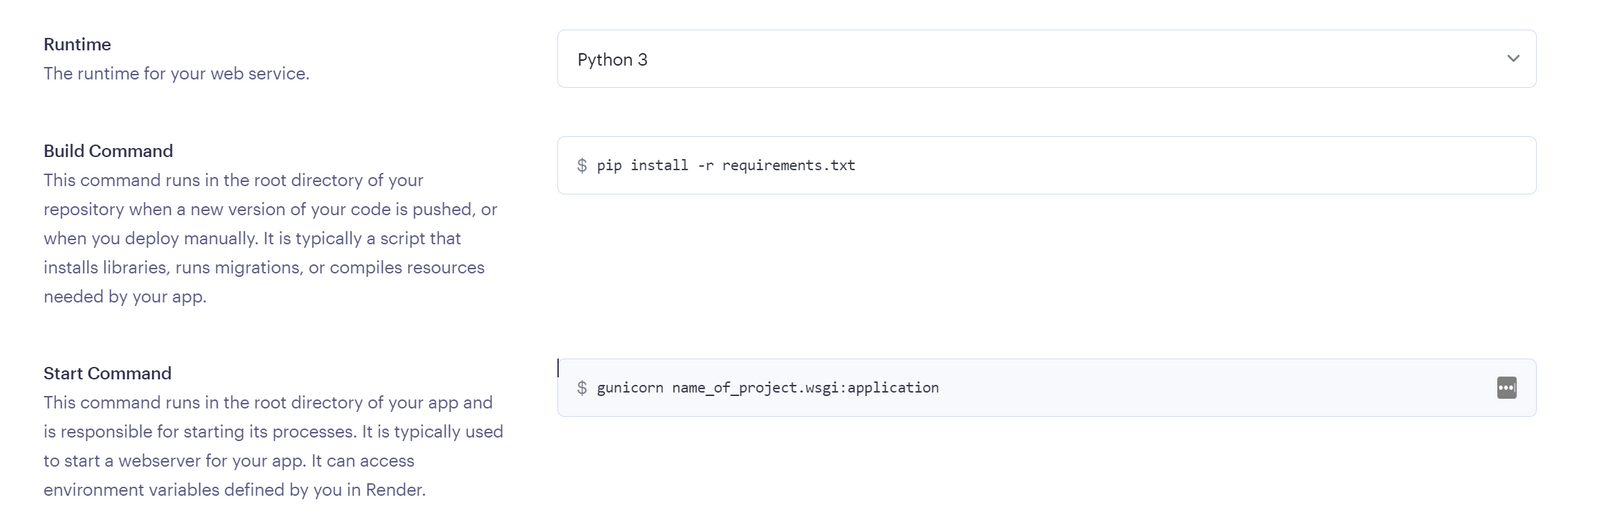 Runtime
The runtime for your web service.
Python 3
Build Command
This command runs in the root directory of your
repository when a new version of your code is pushed, or
when you deploy manually. It is typically a script that
installs libraries, runs migrations, or compiles resources
needed by your app.
$ pip install -r requirements.txt
Start Command
This command runs in the root directory of your app and
is responsible for starting its processes. It is typically used
to start a webserver for your app. It can access
environment variables defined by you in Render.
$ gunicorn name_of_project.wsgi:application